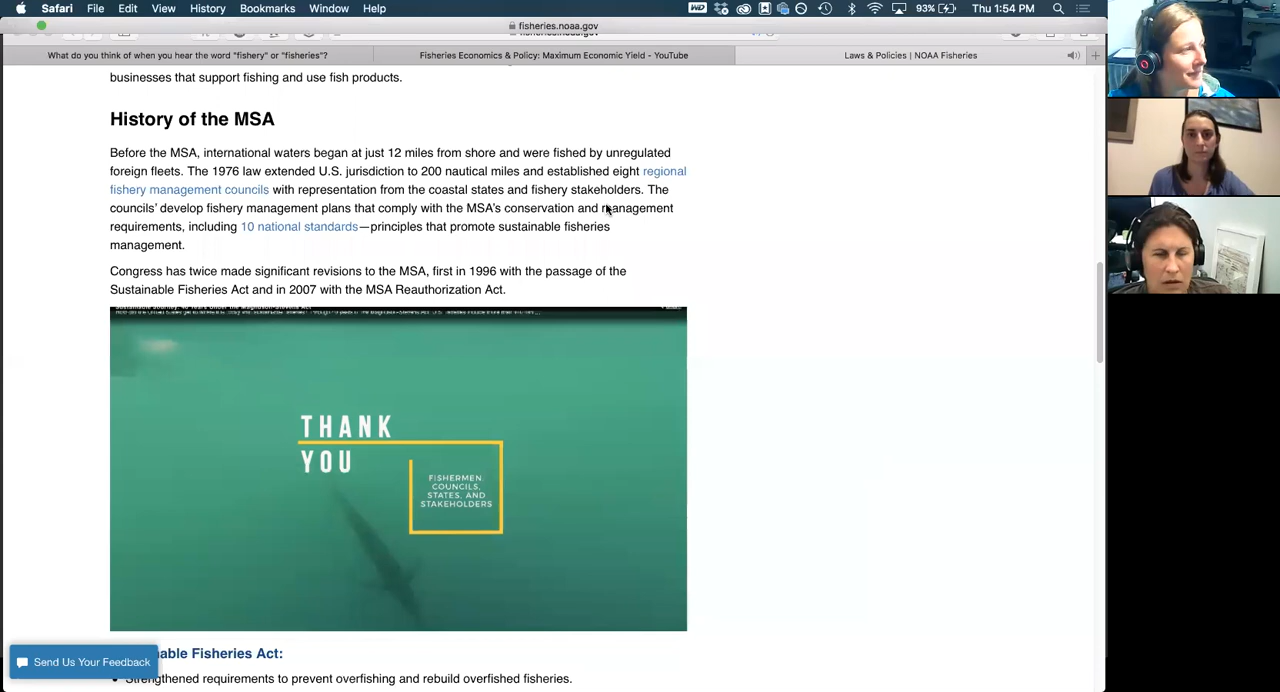 Safari File Edit View History Bookmarks Window Help 93% Thu 1:54 PM
fisheries.noaa.gov
What do you think of when you hear the word "fishery" or "fisheries"? Fisheries Economics & Policy: Maximum Economic Yield - YouTube Laws & Policies | NOAA Fisheries
businesses that support fishing and use fish products.
History of the MSA
Before the MSA, international waters began at just 12 miles from shore and were fished by unregulated
foreign fleets. The 1976 law extended U.S. jurisdiction to 200 nautical miles and established eight regional
fishery management councils with representation from the coastal states and fishery stakeholders. The
councils' develop fishery management plans that comply with the MSA's conservation and management
requirements, including 10 national standards—principles that promote sustainable fisheries
management.
Congress has twice made significant revisions to the MSA, first in 1996 with the passage of the
Sustainable Fisheries Act and in 2007 with the MSA Reauthorization Act.
THANK
YOU
FISHERMEN,
COUNCILS,
STATES, AND
STAKEHOLDERS
Send Us Your Feedback
Fisheries Act:
Strengthened requirements to prevent overfishing and rebuild overfished fisheries.